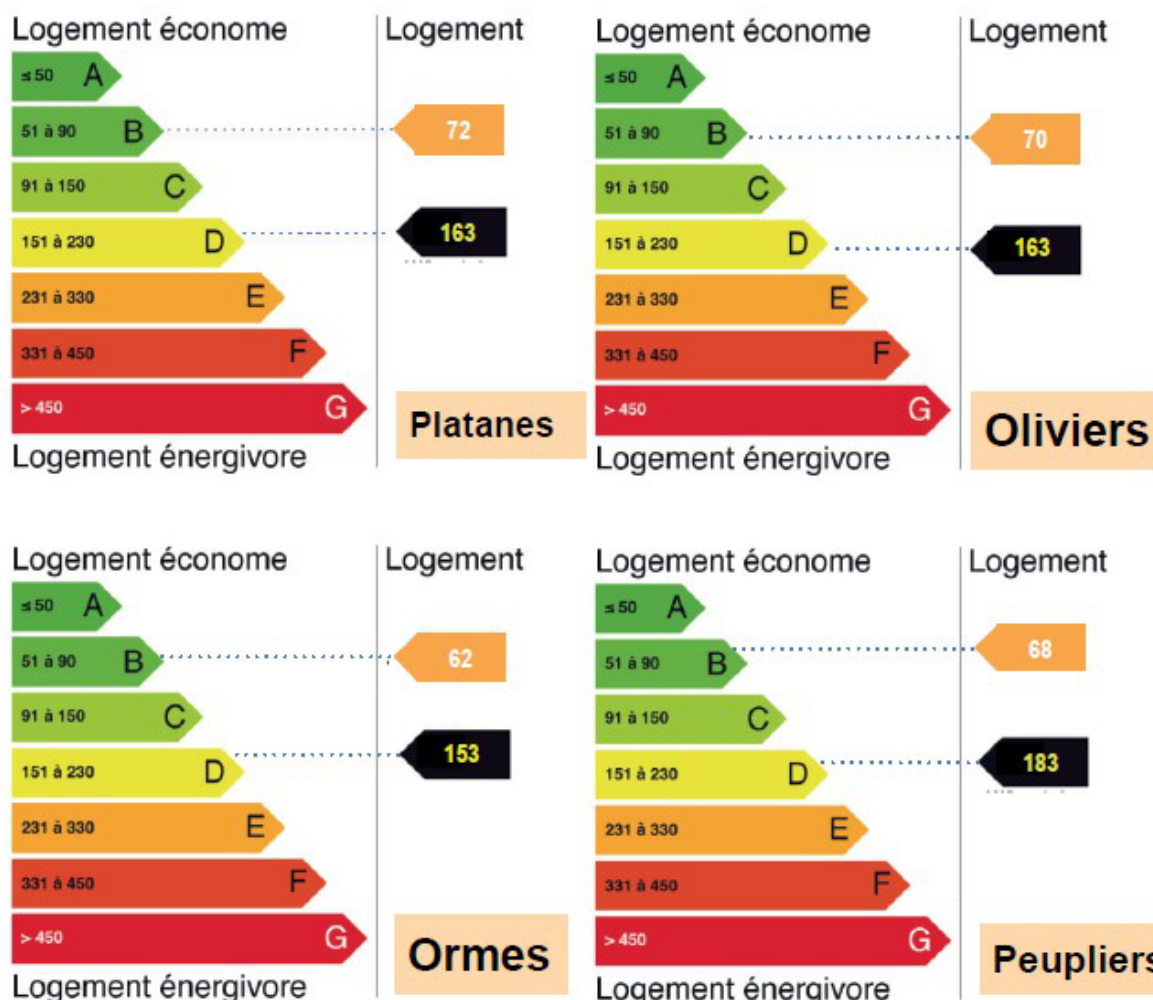 Logement économe Logement
≤ 50 A
51 à 90 B 72
91 à 150 C
151 à 230 D 163
231 à 330 E
331 à 450 F
> 450 G
Platanes
Logement énergivore
Logement économe Logement
≤ 50 A
51 à 90 B 70
91 à 150 C
151 à 230 D 163
231 à 330 E
331 à 450 F
> 450 G
Oliviers
Logement énergivore
Logement économe Logement
≤ 50 A
51 à 90 B 62
91 à 150 C
151 à 230 D 153
231 à 330 E
331 à 450 F
> 450 G
Ormes
Logement énergivore
Logement économe Logement
≤ 50 A
51 à 90 B 68
91 à 150 C
151 à 230 D 183
231 à 330 E
331 à 450 F
> 450 G
Peupliers
Logement énergivore